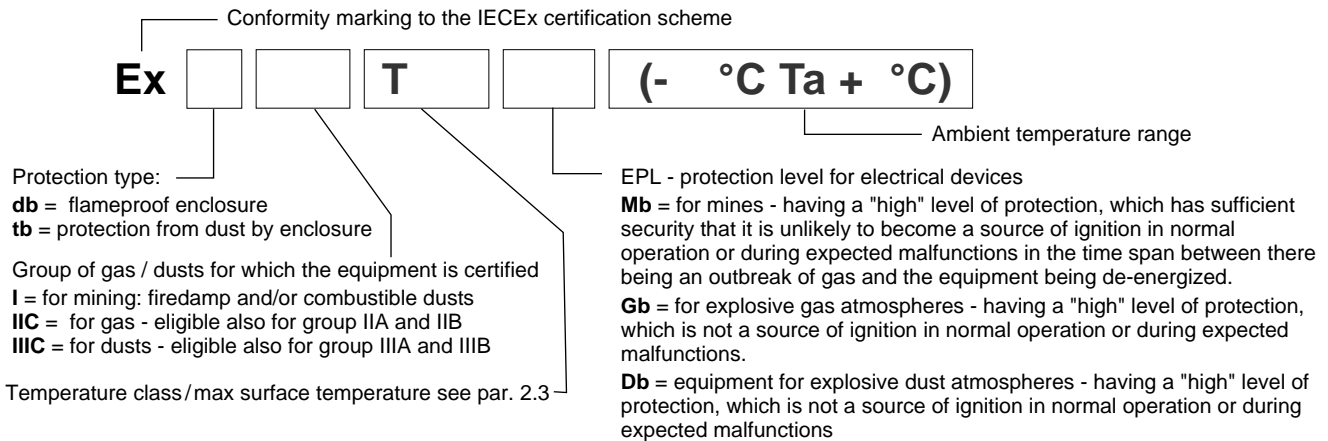 Conformity marking to the IECEx certification scheme
Ex T (- °C Ta + °C)
Ambient temperature range
Protection type:
db = flameproof enclosure
tb = protection from dust by enclosure
Group of gas / dusts for which the equipment is certified
I = for mining: firedamp and/or combustible dusts
IIC = for gas - eligible also for group IIA and IIB
IIIC = for dusts - eligible also for group IIIA and IIIB
Temperature class/max surface temperature see par. 2.3
EPL - protection level for electrical devices
Mb = for mines - having a "high" level of protection, which has sufficient
security that it is unlikely to become a source of ignition in normal
operation or during expected malfunctions in the time span between there
being an outbreak of gas and the equipment being de-energized.
Gb = for explosive gas atmospheres - having a "high" level of protection,
which is not a source of ignition in normal operation or during expected
malfunctions.
Db = equipment for explosive dust atmospheres - having a "high" level of
protection, which is not a source of ignition in normal operation or during
expected malfunctions